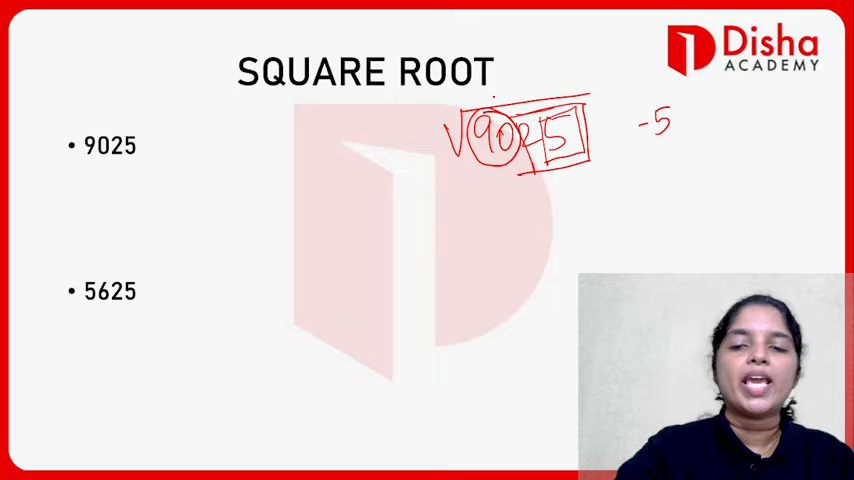 Disha
ACADEMY
SQUARE ROOT
√9025
-5
• 9025
• 5625